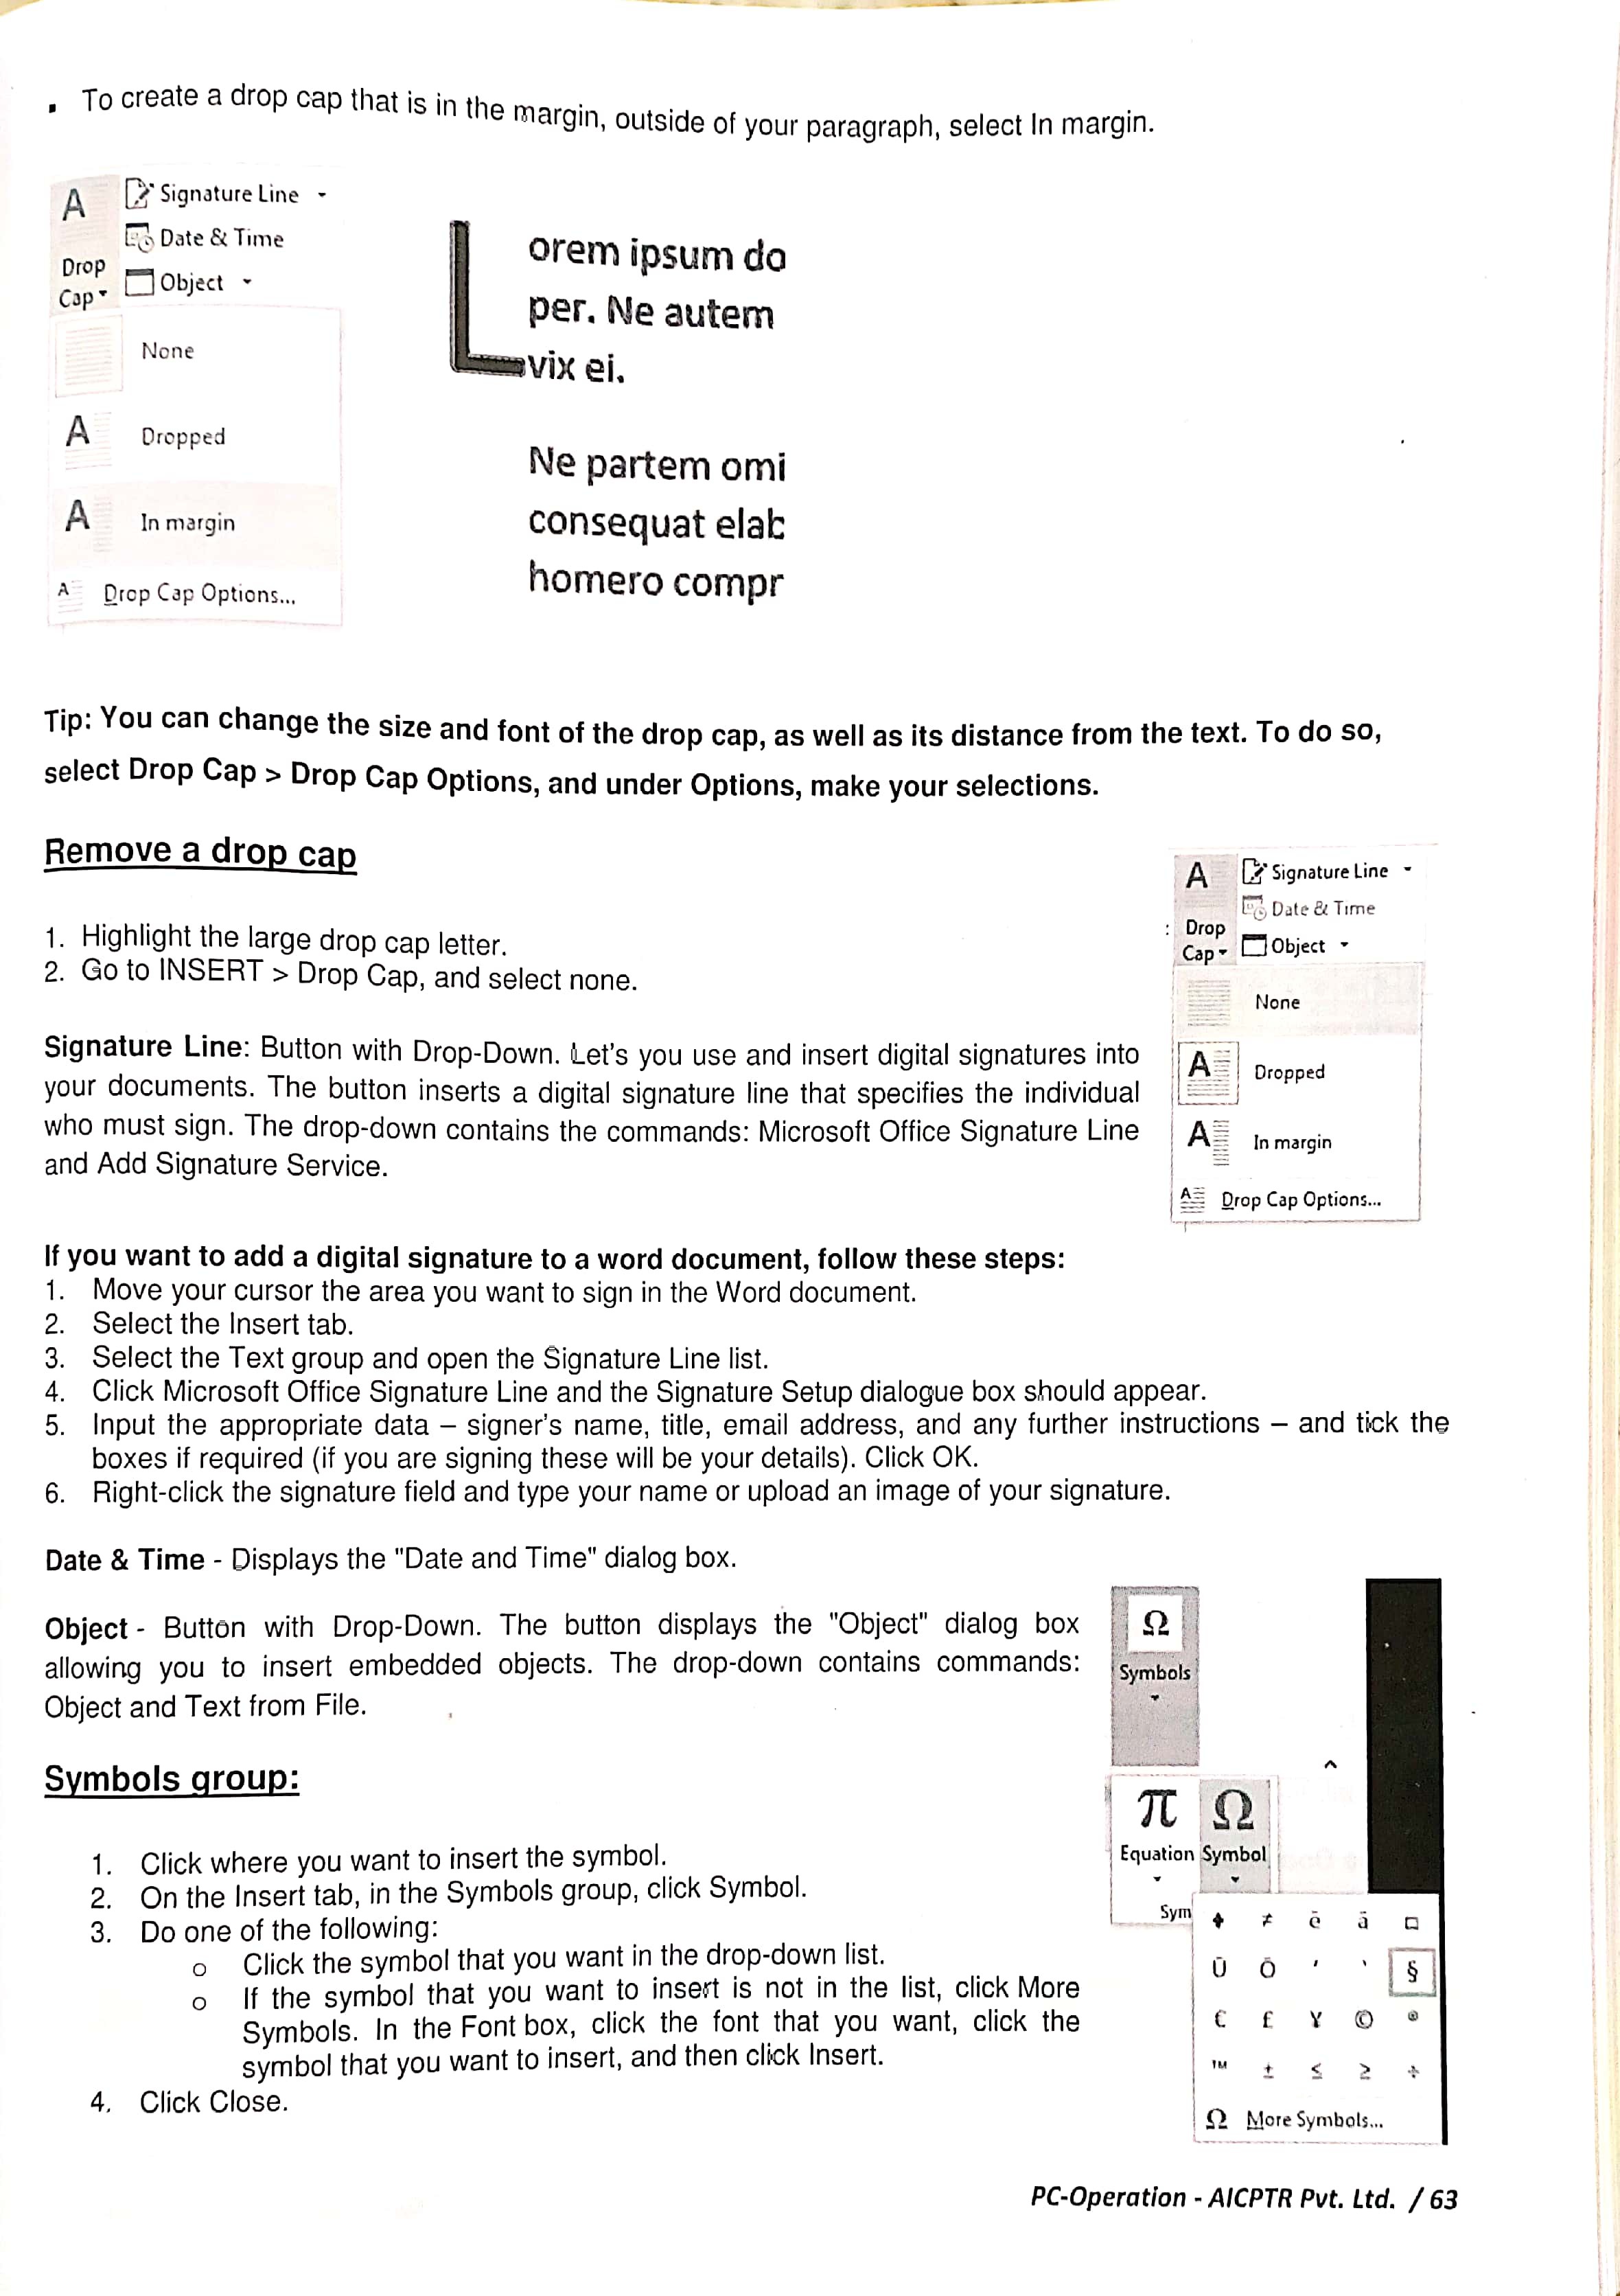 ▪ To create a drop cap that is in the margin, outside of your paragraph, select In margin.
A
Drop
Cap
Signature Line
Date & Time
Object
None
A Dropped
A In margin
A Drop Cap Options...
L
orem ipsum do
per. Ne autem
vix ei.
Ne partem omi
consequat elab
homero compr
Tip: You can change the size and font of the drop cap, as well as its distance from the text. To do so,
select Drop Cap > Drop Cap Options, and under Options, make your selections.
Remove a drop cap
1. Highlight the large drop cap letter.
2. Go to INSERT > Drop Cap, and select none.
A
: Drop
Cap
Signature Line
Date & Time
Object
None
A Dropped
A In margin
A Drop Cap Options...
Signature Line: Button with Drop-Down. Let's you use and insert digital signatures into
your documents. The button inserts a digital signature line that specifies the individual
who must sign. The drop-down contains the commands: Microsoft Office Signature Line
and Add Signature Service.
If you want to add a digital signature to a word document, follow these steps:
1. Move your cursor the area you want to sign in the Word document.
2. Select the Insert tab.
3. Select the Text group and open the Signature Line list.
4. Click Microsoft Office Signature Line and the Signature Setup dialogue box should appear.
5. Input the appropriate data – signer's name, title, email address, and any further instructions – and tick the
boxes if required (if you are signing these will be your details). Click OK.
6. Right-click the signature field and type your name or upload an image of your signature.
Date & Time - Displays the "Date and Time" dialog box.
Object - Button with Drop-Down. The button displays the "Object" dialog box
allowing you to insert embedded objects. The drop-down contains commands:
Object and Text from File.
Ω
Symbols
π Ω
Equation Symbol
Sym
♦ ≠ ē ā □
Ū Ō ʹ ‵ §
€ £ ¥ © ®
™ ± ≤ ≥ ÷
Ω More Symbols...
Symbols group:
1. Click where you want to insert the symbol.
2. On the Insert tab, in the Symbols group, click Symbol.
3. Do one of the following:
o Click the symbol that you want in the drop-down list.
o If the symbol that you want to insert is not in the list, click More
Symbols. In the Font box, click the font that you want, click the
symbol that you want to insert, and then click Insert.
4. Click Close.
PC-Operation - AICPTR Pvt. Ltd. / 63